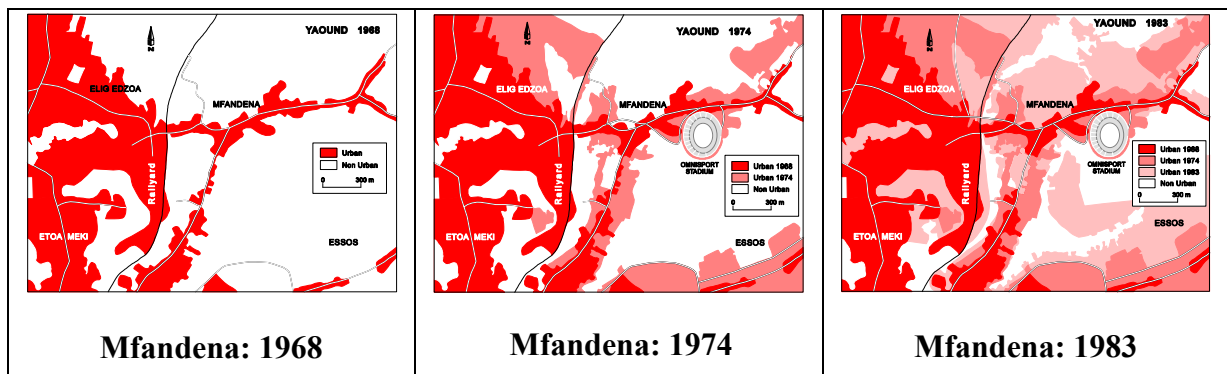 YAOUND 1968
N
ELIG EDZOA
MFANDENA
Railyard
Urban
Non Urban
0 300 m
ETOA MEKI
ESSOS
Mfandena: 1968
YAOUND 1974
N
ELIG EDZOA
MFANDENA
OMNISPORT
STADIUM
Railyard
Urban 1968
Urban 1974
Non Urban
0 300 m
ETOA MEKI
ESSOS
Mfandena: 1974
YAOUND 1983
N
ELIG EDZOA
MFANDENA
OMNISPORT
STADIUM
Railyard
Urban 1968
Urban 1974
Urban 1983
Non Urban
0 300 m
ETOA MEKI
ESSOS
Mfandena: 1983